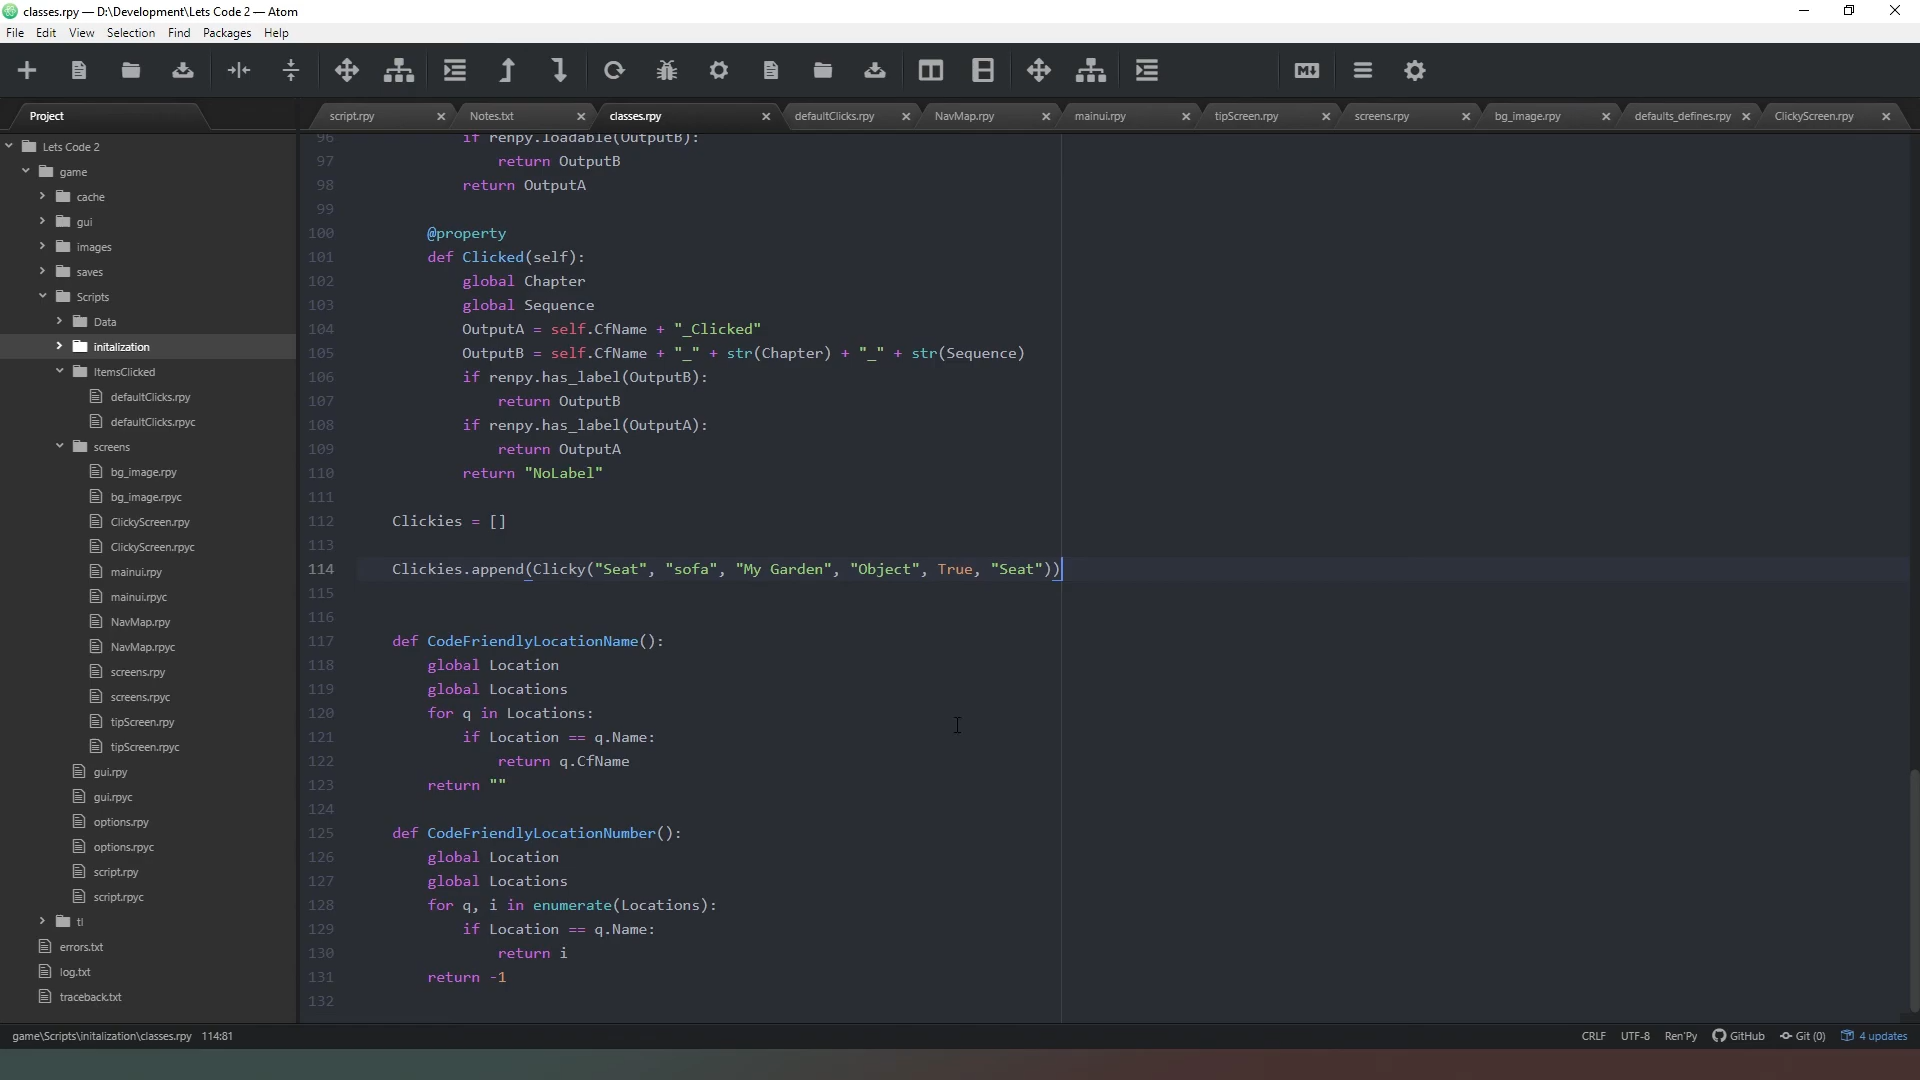 classes.rpy — D:\Development\Lets Code 2 — Atom
File Edit View Selection Find Packages Help
Project
script.rpy Notes.txt classes.rpy defaultClicks.rpy NavMap.rpy mainui.rpy tipScreen.rpy screens.rpy bg_image.rpy defaults_defines.rpy ClickyScreen.rpy
Lets Code 2
game
cache
gui
images
saves
Scripts
Data
initalization
ItemsClicked
defaultClicks.rpy
defaultClicks.rpyc
screens
bg_image.rpy
bg_image.rpyc
ClickyScreen.rpy
ClickyScreen.rpyc
mainui.rpy
mainui.rpyc
NavMap.rpy
NavMap.rpyc
screens.rpy
screens.rpyc
tipScreen.rpy
tipScreen.rpyc
gui.rpy
gui.rpyc
options.rpy
options.rpyc
script.rpy
script.rpyc
tl
errors.txt
log.txt
traceback.txt
96 if renpy.loadable(OutputB):
97 return OutputB
98 return OutputA
99
100 @property
101 def Clicked(self):
102 global Chapter
103 global Sequence
104 OutputA = self.CfName + "_Clicked"
105 OutputB = self.CfName + "_" + str(Chapter) + "_" + str(Sequence)
106 if renpy.has_label(OutputB):
107 return OutputB
108 if renpy.has_label(OutputA):
109 return OutputA
110 return "NoLabel"
111
112 Clickies = []
113
114 Clickies.append(Clicky("Seat", "sofa", "My Garden", "Object", True, "Seat"))
115
116
117 def CodeFriendlyLocationName():
118 global Location
119 global Locations
120 for q in Locations:
121 if Location == q.Name:
122 return q.CfName
123 return ""
124
125 def CodeFriendlyLocationNumber():
126 global Location
127 global Locations
128 for q, i in enumerate(Locations):
129 if Location == q.Name:
130 return i
131 return -1
132
game\Scripts\initalization\classes.rpy 114:81 CRLF UTF-8 Ren'Py GitHub Git (0) 4 updates